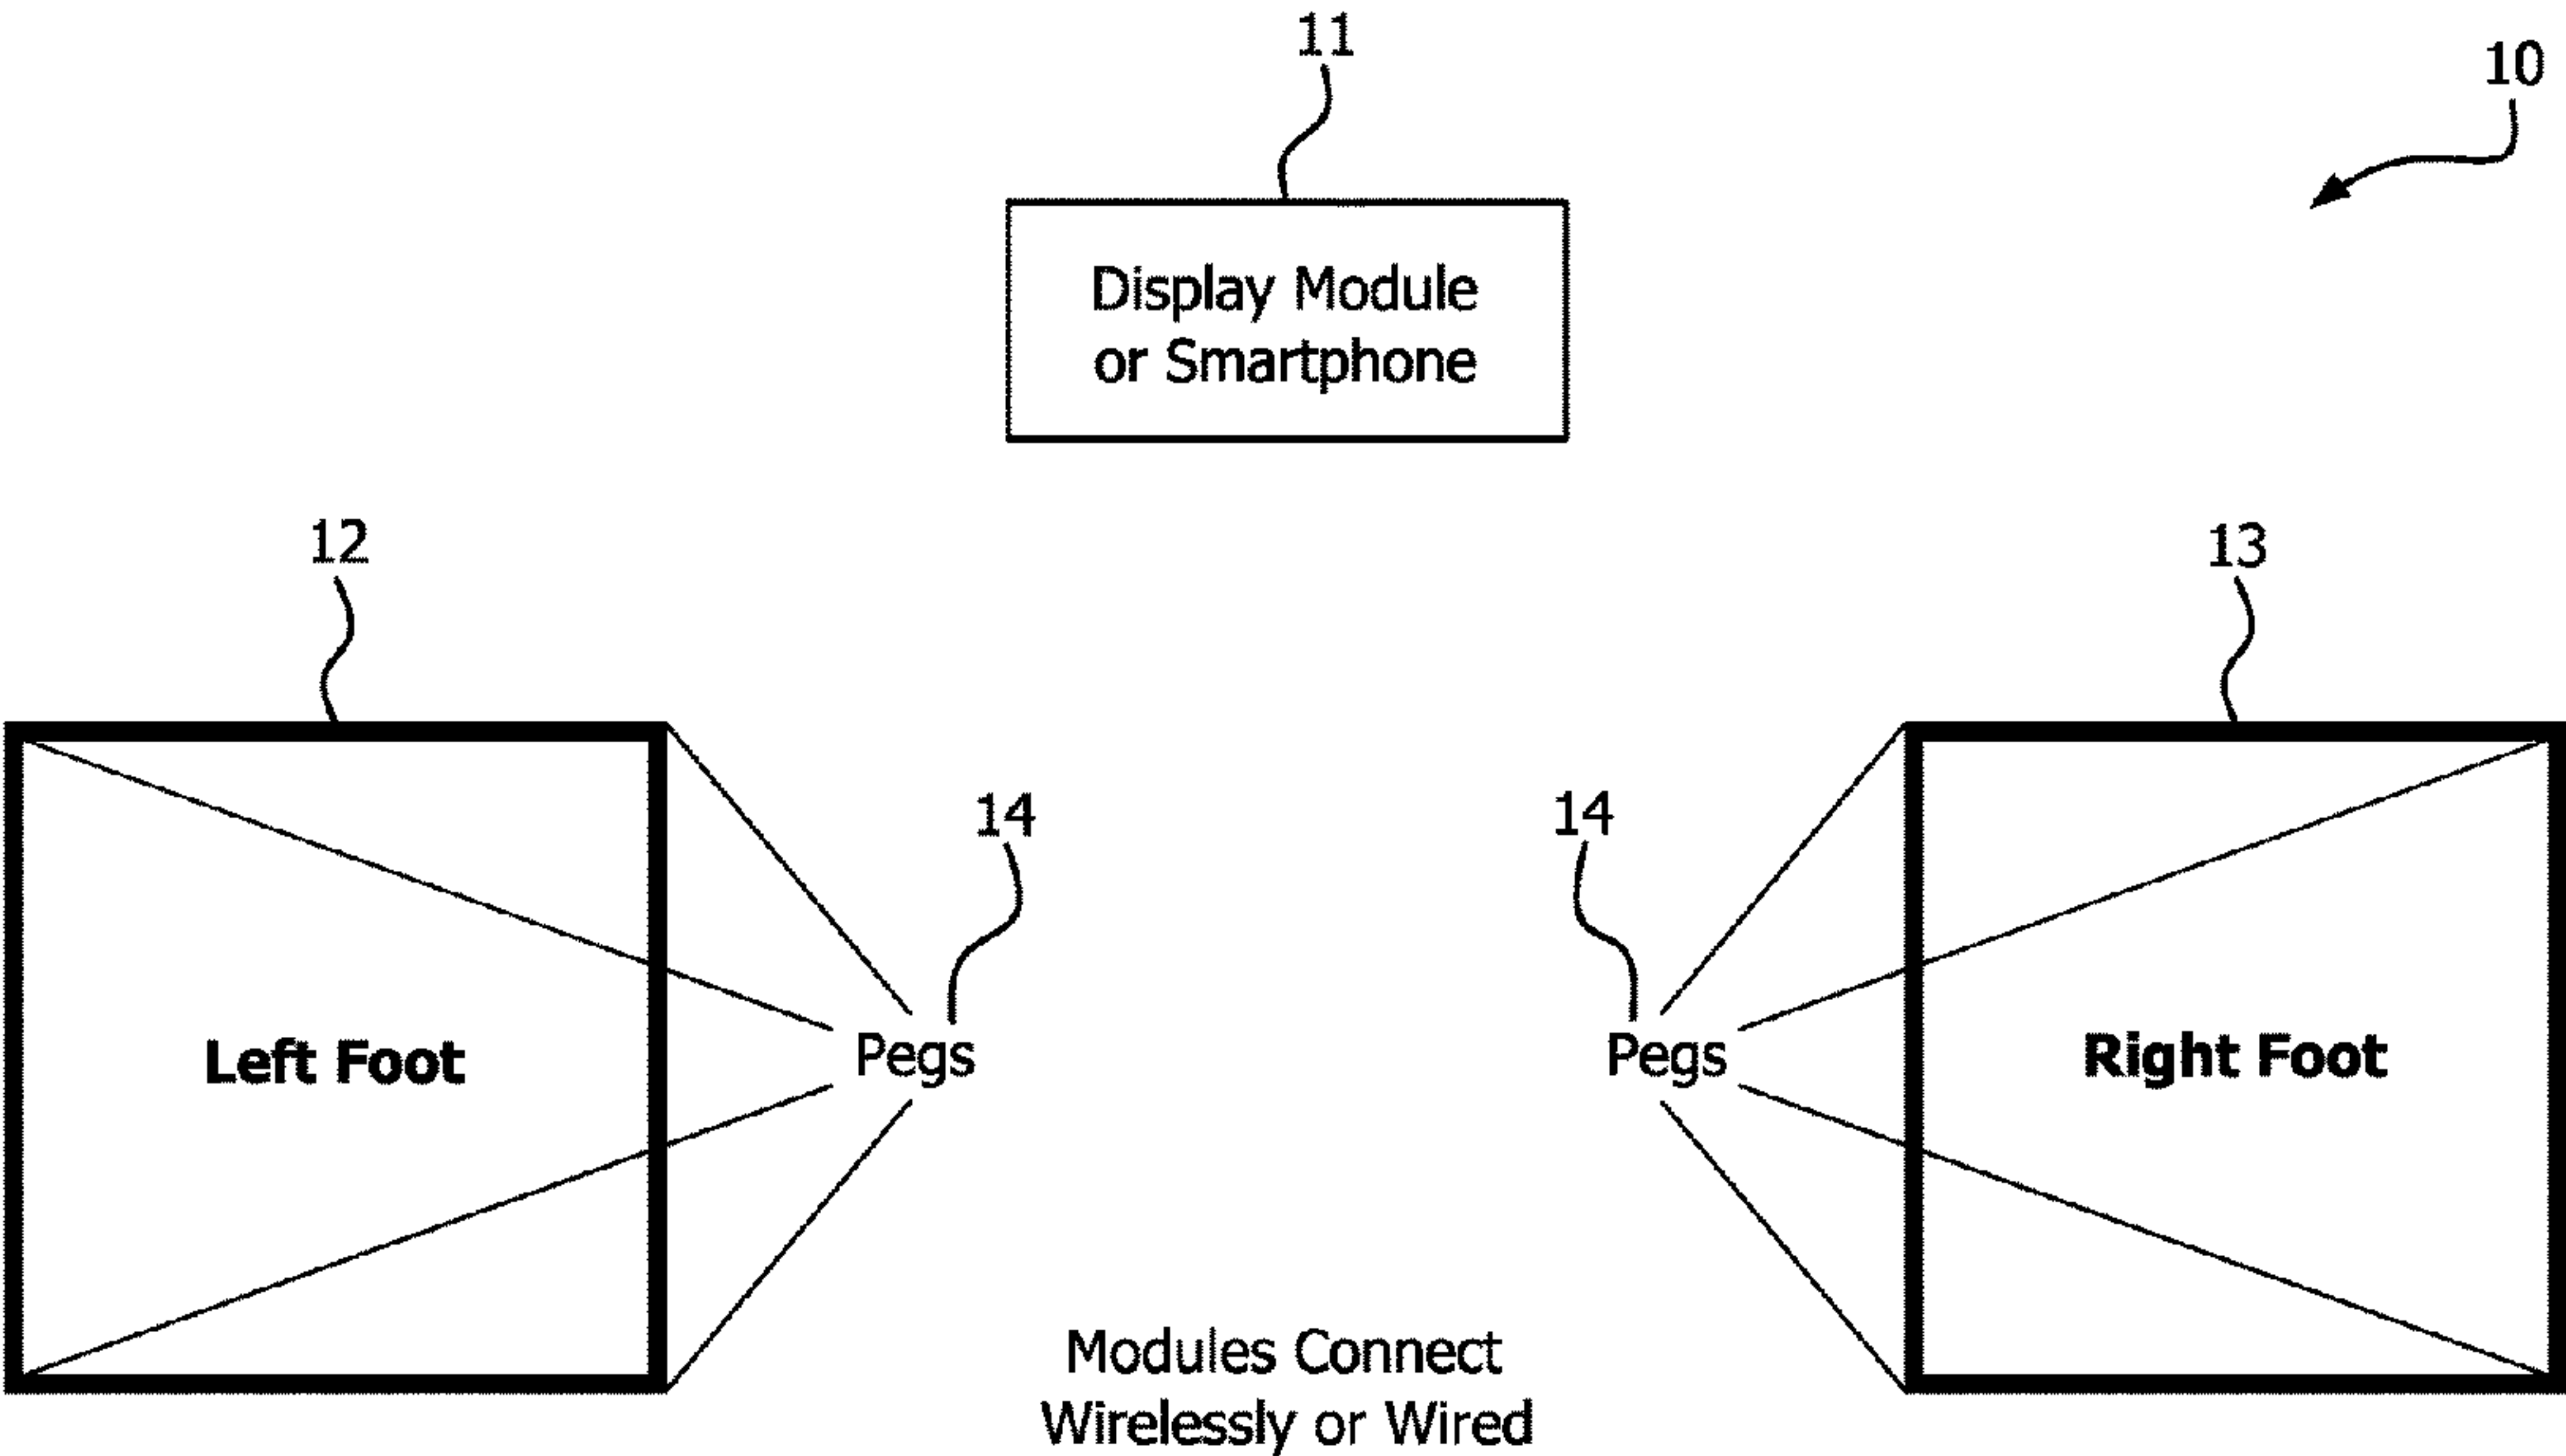 11
10
Display Module
or Smartphone
12
13
14
14
Left Foot
Pegs
Pegs
Right Foot
Modules Connect
Wirelessly or Wired